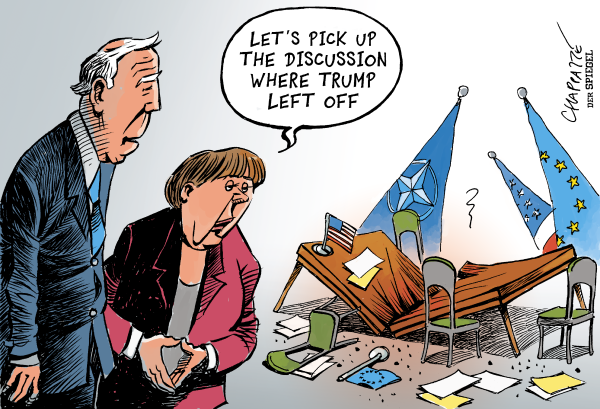 LET'S PICK UP
THE DISCUSSION
WHERE TRUMP
LEFT OFF
CHAPPATTE
DER SPIEGEL